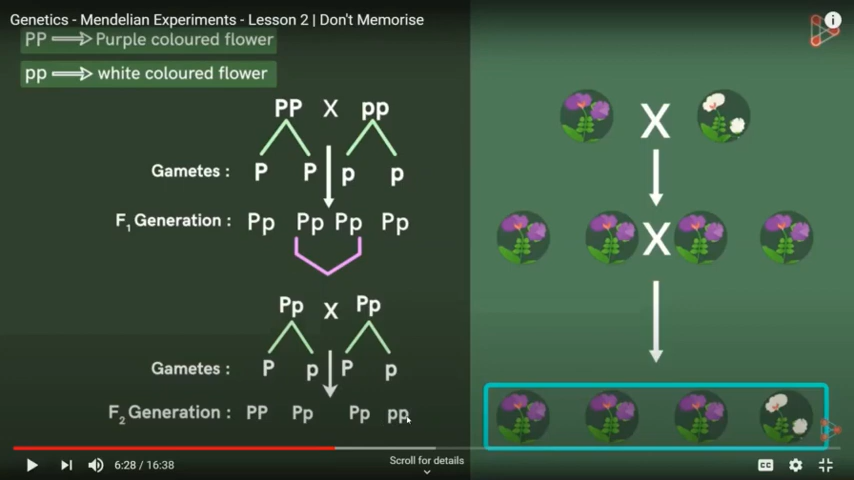 Genetics - Mendelian Experiments - Lesson 2 | Don't Memorise
PP ⟹ Purple coloured flower
pp ⟹ white coloured flower
PP X pp
Gametes : P P p p
F₁ Generation : Pp Pp Pp Pp
X
X
Pp X Pp
Gametes : P p P p
F₂ Generation : PP Pp Pp pp
6:28 / 16:38
Scroll for details
CC